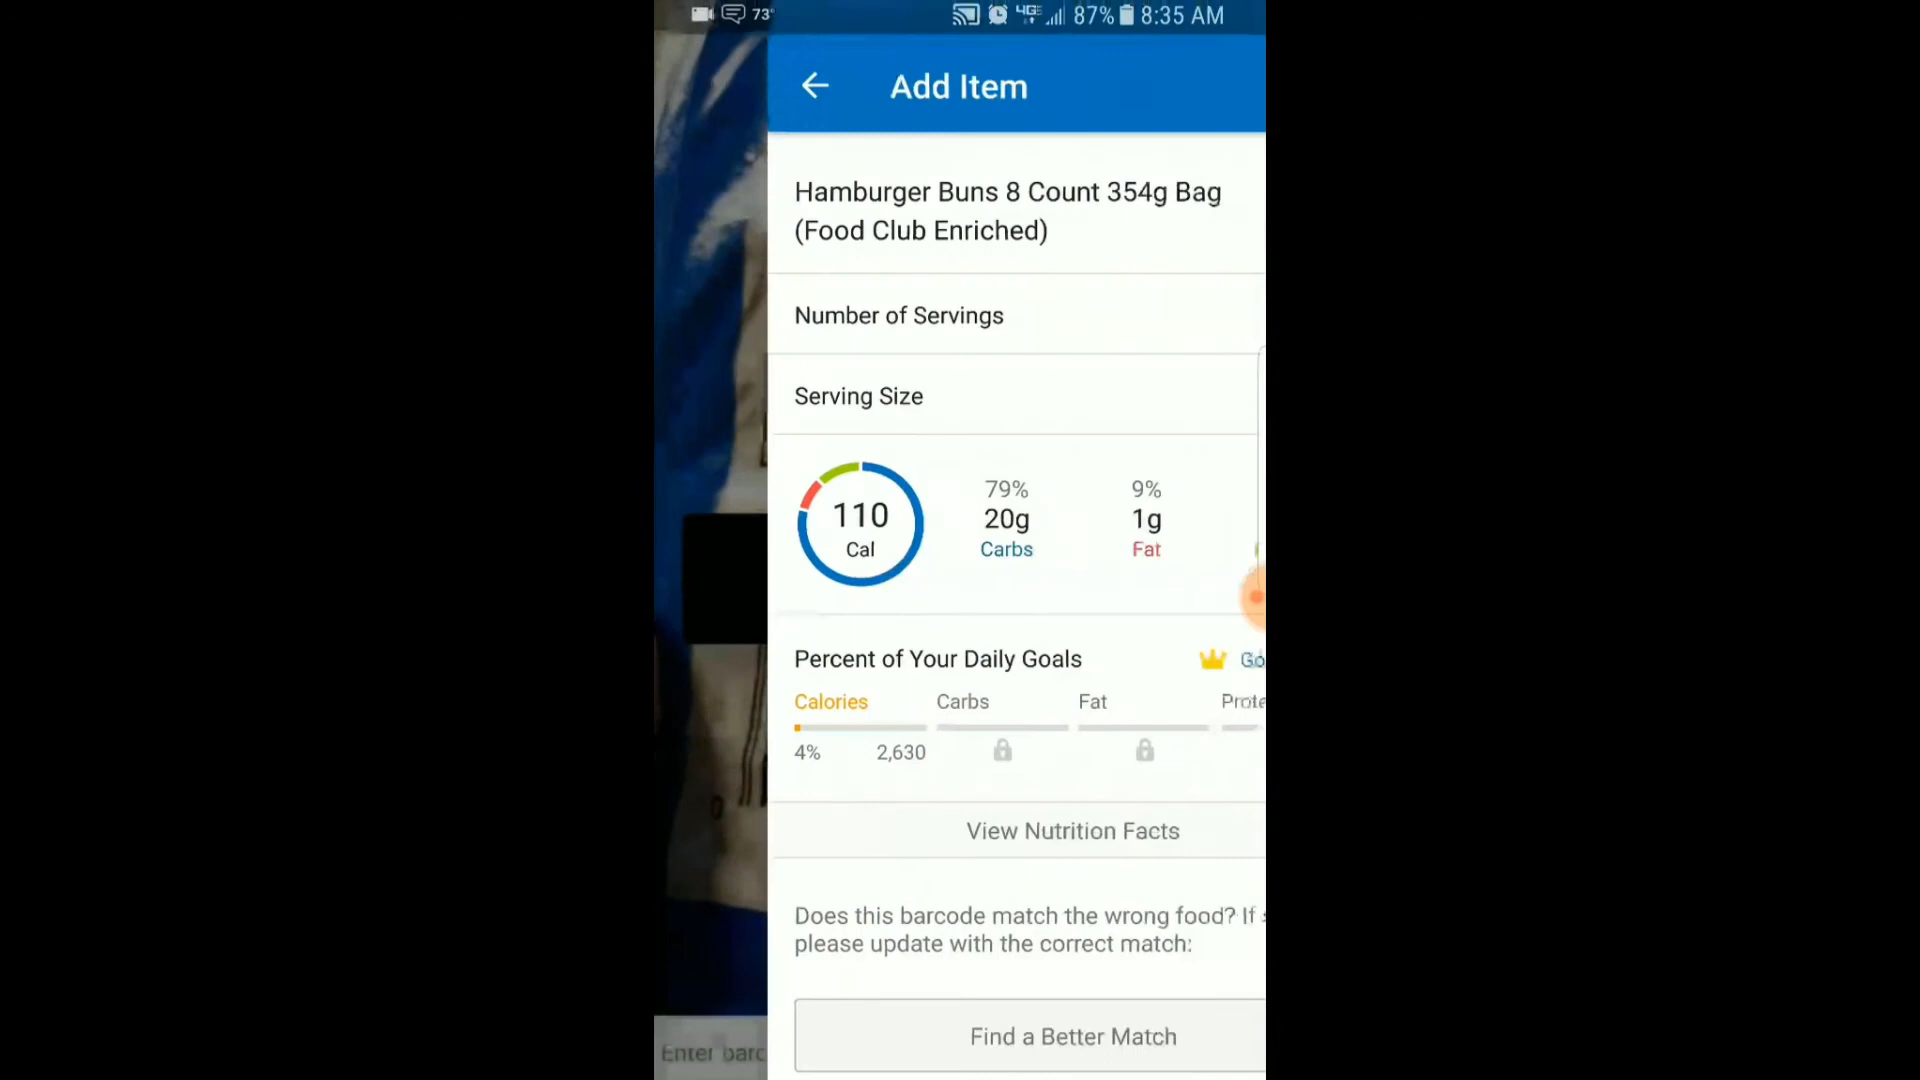 73°
87% 8:35 AM
Add Item
Hamburger Buns 8 Count 354g Bag
(Food Club Enriched)
Number of Servings
Serving Size
110
Cal
79%
20g
Carbs
9%
1g
Fat
Percent of Your Daily Goals
Go
Calories Carbs Fat Prote
4% 2,630
View Nutrition Facts
Does this barcode match the wrong food? If
please update with the correct match:
Find a Better Match
Enter barc